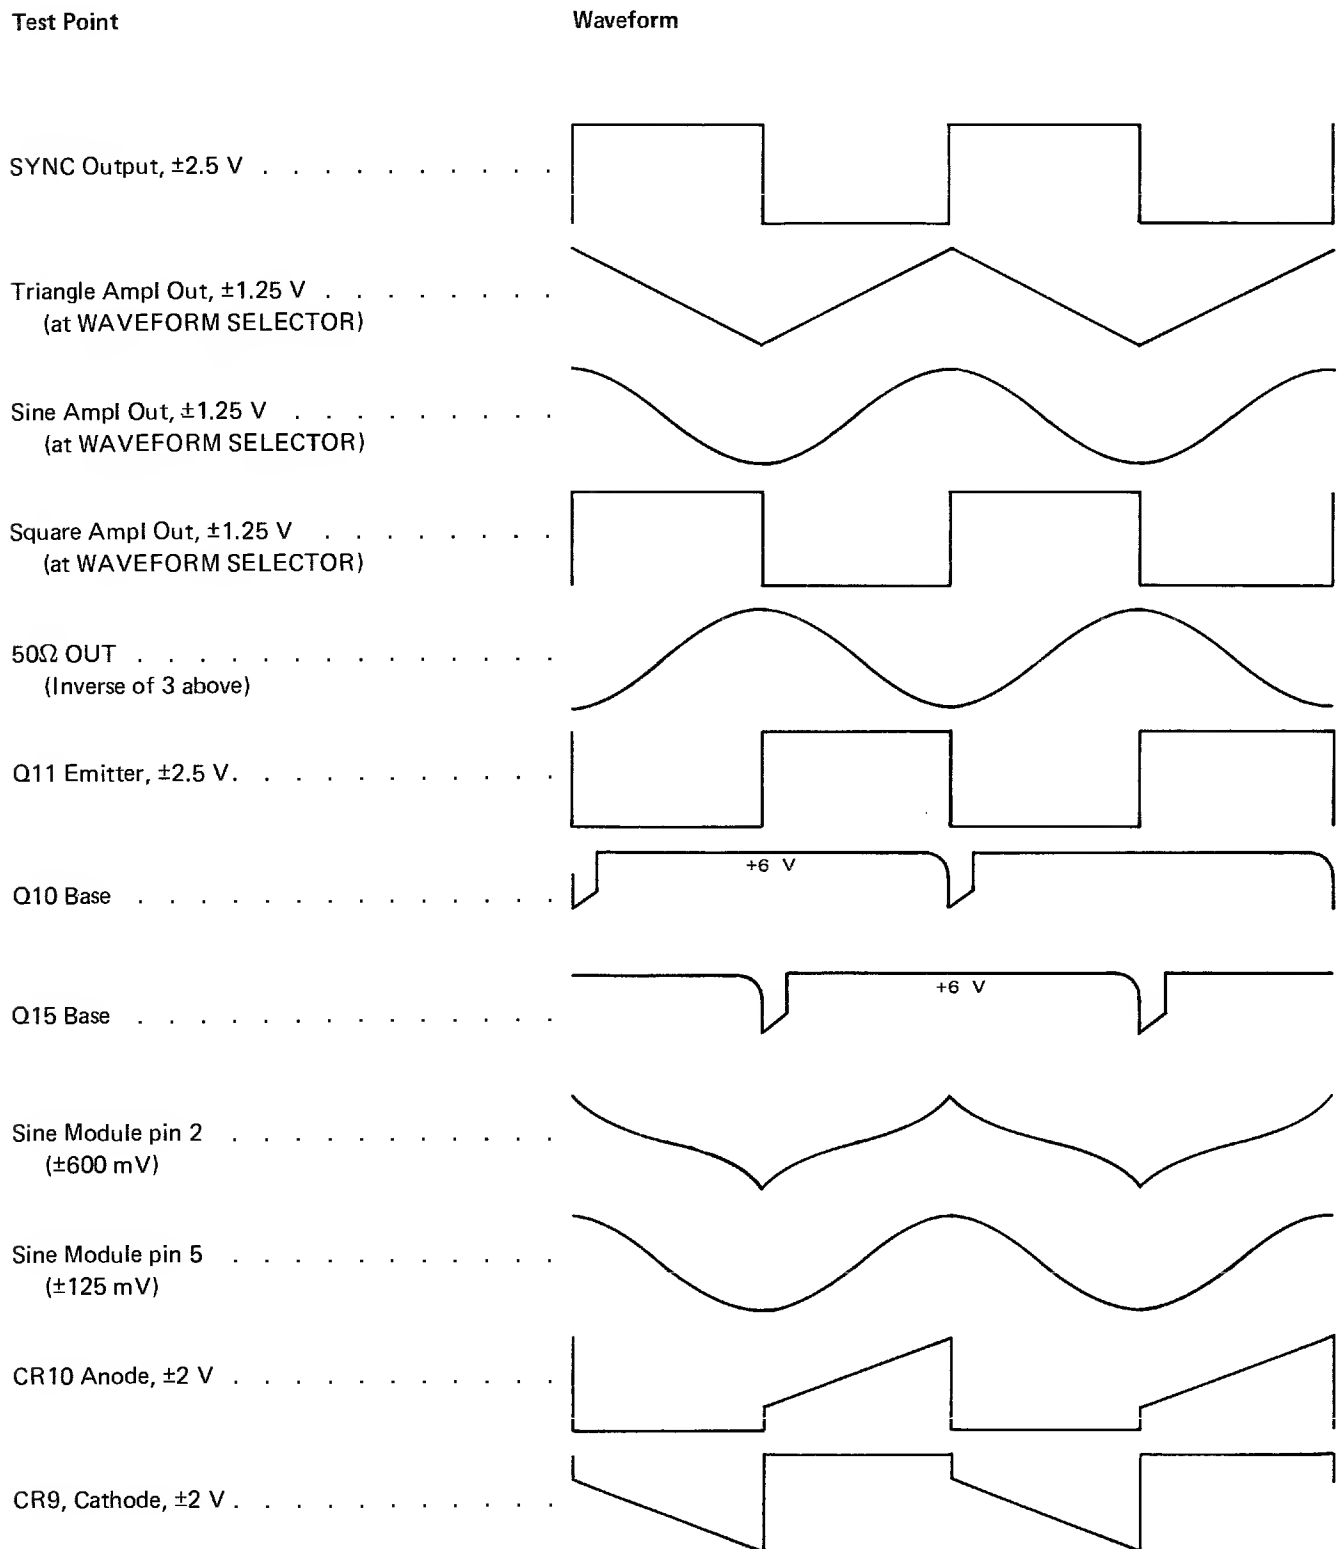 Test Point Waveform
SYNC Output, ±2.5 V . . . . . . . . . .
Triangle Ampl Out, ±1.25 V . . . . . . . .
(at WAVEFORM SELECTOR)
Sine Ampl Out, ±1.25 V . . . . . . . . .
(at WAVEFORM SELECTOR)
Square Ampl Out, ±1.25 V . . . . . . . .
(at WAVEFORM SELECTOR)
50Ω OUT . . . . . . . . . . . . . .
(Inverse of 3 above)
Q11 Emitter, ±2.5 V. . . . . . . . . . .
+6 V
Q10 Base . . . . . . . . . . . . . .
+6 V
Q15 Base . . . . . . . . . . . . . .
Sine Module pin 2 . . . . . . . . . . .
(±600 mV)
Sine Module pin 5 . . . . . . . . . . .
(±125 mV)
CR10 Anode, ±2 V . . . . . . . . . . .
CR9, Cathode, ±2 V . . . . . . . . . . .